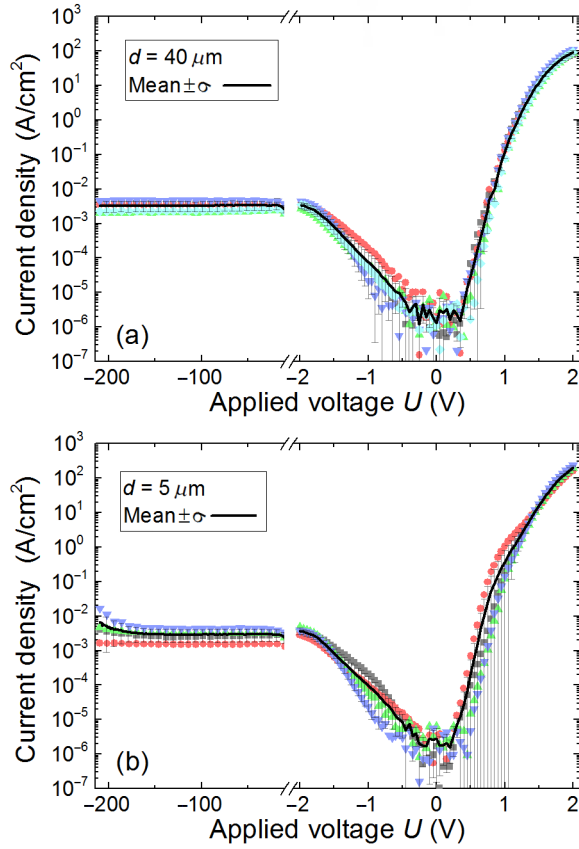 10³
10²
10¹
10⁰
10⁻¹
10⁻²
10⁻³
10⁻⁴
10⁻⁵
10⁻⁶
10⁻⁷
Current density (A/cm²)
d = 40 μm
Mean±σ
(a)
−200 −100 −2 −1 0 1 2
Applied voltage U (V)
10³
10²
10¹
10⁰
10⁻¹
10⁻²
10⁻³
10⁻⁴
10⁻⁵
10⁻⁶
10⁻⁷
Current density (A/cm²)
d = 5 μm
Mean±σ
(b)
−200 −100 −2 −1 0 1 2
Applied voltage U (V)